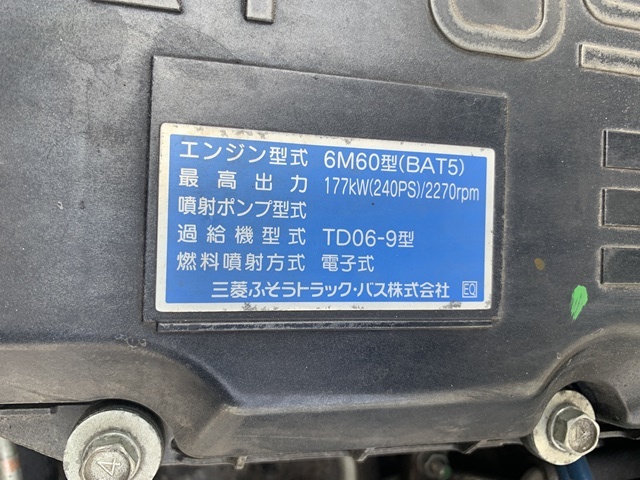 エンジン型式 6M60型(BAT5)
最高出力 177kW(240PS)/2270rpm
噴射ポンプ型式
過給機型式 TD06-9型
燃料噴射方式 電子式
三菱ふそうトラック・バス株式会社 EQ
4
4